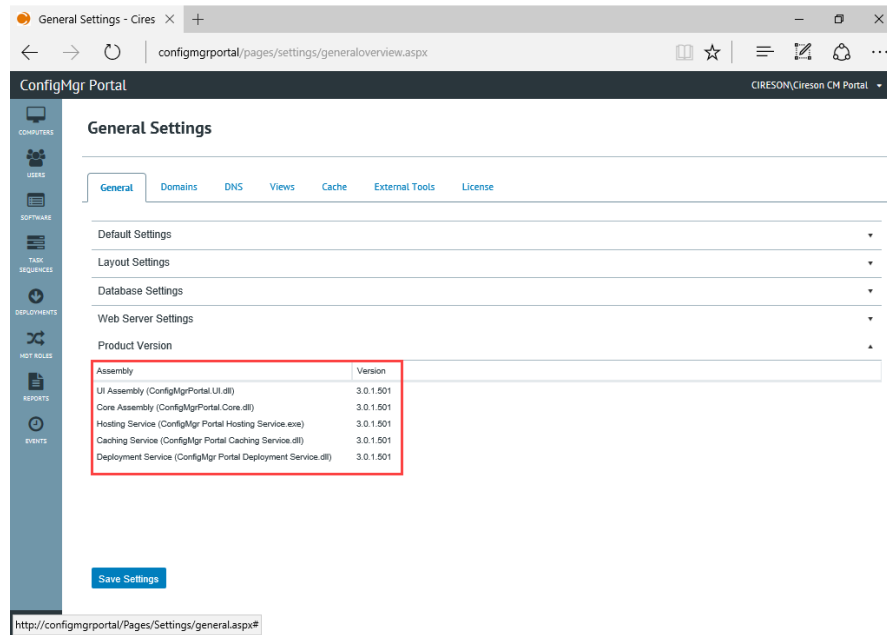 General Settings - Cires
configmgrportal/pages/settings/generaloverview.aspx
ConfigMgr Portal
CIRESON\Cireson CM Portal
COMPUTERS
USERS
SOFTWARE
TASK
SEQUENCES
DEPLOYMENTS
MDT ROLES
REPORTS
EVENTS
General Settings
General Domains DNS Views Cache External Tools License
Default Settings
Layout Settings
Database Settings
Web Server Settings
Product Version
Assembly Version
UI Assembly (ConfigMgrPortal.UI.dll) 3.0.1.501
Core Assembly (ConfigMgrPortal.Core.dll) 3.0.1.501
Hosting Service (ConfigMgr Portal Hosting Service.exe) 3.0.1.501
Caching Service (ConfigMgr Portal Caching Service.dll) 3.0.1.501
Deployment Service (ConfigMgr Portal Deployment Service.dll) 3.0.1.501
Save Settings
http://configmgrportal/Pages/Settings/general.aspx#